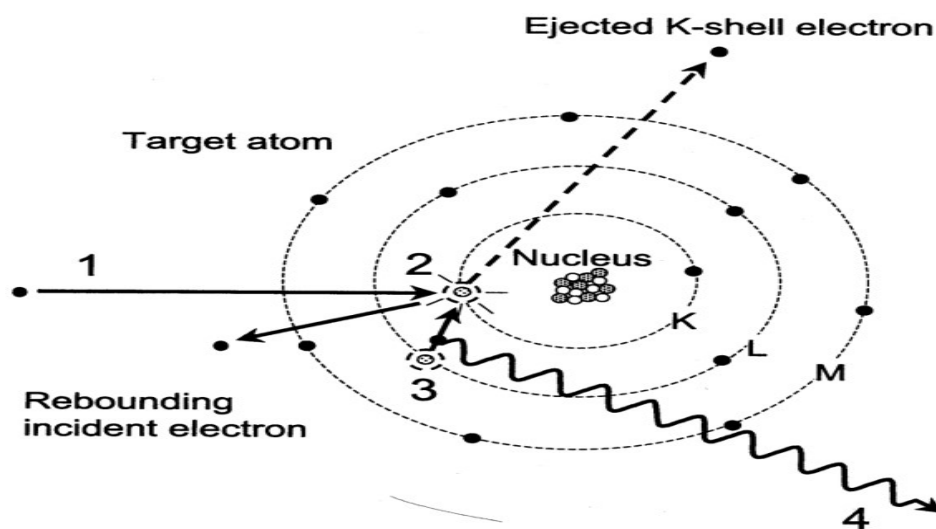 Ejected K-shell electron
Target atom
1
2
Nucleus
K
L
M
3
Rebounding
incident electron
4